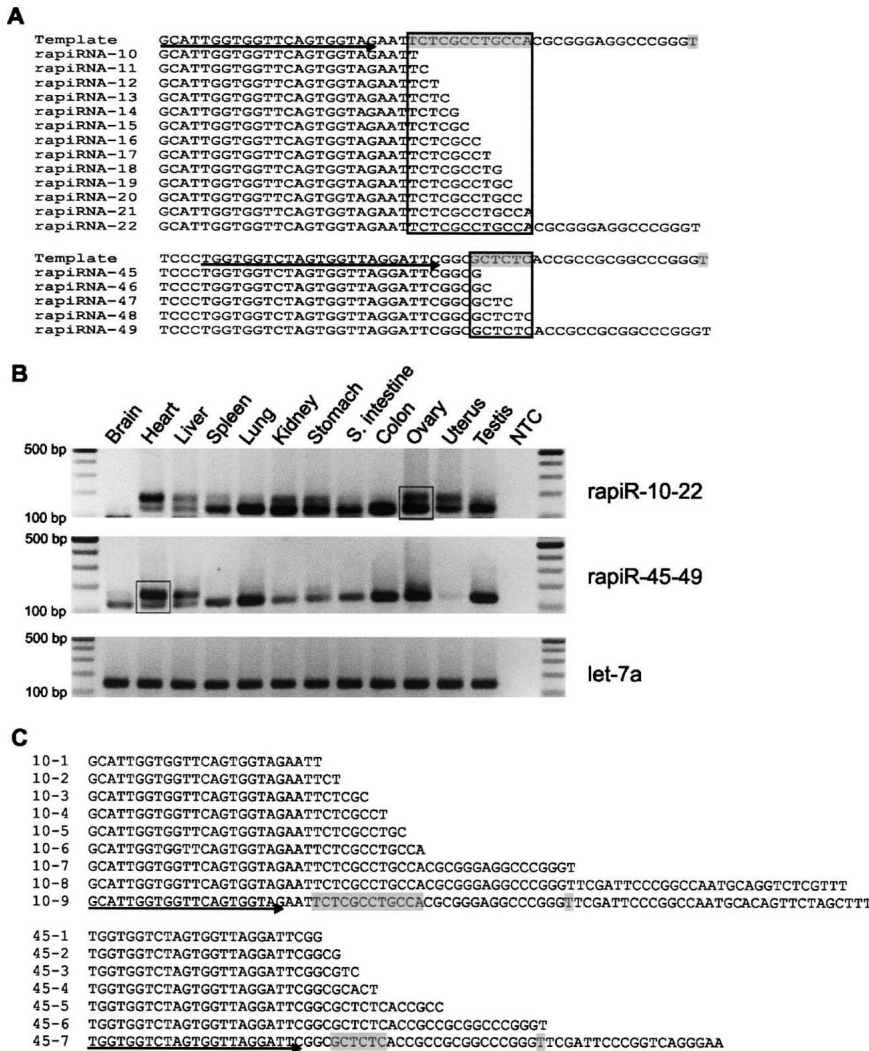 A
Template GCATTGGTGGTTCAGTGGTAGAATTCTCGCCTGCCACGCGGGAGGCCCGGGT
rapiRNA-10 GCATTGGTGGTTCAGTGGTAGAATT
rapiRNA-11 GCATTGGTGGTTCAGTGGTAGAATTC
rapiRNA-12 GCATTGGTGGTTCAGTGGTAGAATTCT
rapiRNA-13 GCATTGGTGGTTCAGTGGTAGAATTCTC
rapiRNA-14 GCATTGGTGGTTCAGTGGTAGAATTCTCG
rapiRNA-15 GCATTGGTGGTTCAGTGGTAGAATTCTCGC
rapiRNA-16 GCATTGGTGGTTCAGTGGTAGAATTCTCGCC
rapiRNA-17 GCATTGGTGGTTCAGTGGTAGAATTCTCGCCT
rapiRNA-18 GCATTGGTGGTTCAGTGGTAGAATTCTCGCCTG
rapiRNA-19 GCATTGGTGGTTCAGTGGTAGAATTCTCGCCTGC
rapiRNA-20 GCATTGGTGGTTCAGTGGTAGAATTCTCGCCTGCC
rapiRNA-21 GCATTGGTGGTTCAGTGGTAGAATTCTCGCCTGCCA
rapiRNA-22 GCATTGGTGGTTCAGTGGTAGAATTCTCGCCTGCCACGCGGGAGGCCCGGGT
Template TCCCTGGTGGTCTAGTGGTTAGGATTCGGCGCTCTCACCGCCGCGGCCCGGGT
rapiRNA-45 TCCCTGGTGGTCTAGTGGTTAGGATTCGGCG
rapiRNA-46 TCCCTGGTGGTCTAGTGGTTAGGATTCGGCGC
rapiRNA-47 TCCCTGGTGGTCTAGTGGTTAGGATTCGGCGCTC
rapiRNA-48 TCCCTGGTGGTCTAGTGGTTAGGATTCGGCGCTCTC
rapiRNA-49 TCCCTGGTGGTCTAGTGGTTAGGATTCGGCGCTCTCACCGCCGCGGCCCGGGT
B
Brain Heart Liver Spleen Lung Kidney Stomach S. intestine Colon Ovary Uterus Testis NTC
500 bp
100 bp
rapiR-10-22
500 bp
100 bp
rapiR-45-49
500 bp
100 bp
let-7a
C
10-1 GCATTGGTGGTTCAGTGGTAGAATT
10-2 GCATTGGTGGTTCAGTGGTAGAATTCT
10-3 GCATTGGTGGTTCAGTGGTAGAATTCTCGC
10-4 GCATTGGTGGTTCAGTGGTAGAATTCTCGCCT
10-5 GCATTGGTGGTTCAGTGGTAGAATTCTCGCCTGC
10-6 GCATTGGTGGTTCAGTGGTAGAATTCTCGCCTGCCA
10-7 GCATTGGTGGTTCAGTGGTAGAATTCTCGCCTGCCACGCGGGAGGCCCGGGT
10-8 GCATTGGTGGTTCAGTGGTAGAATTCTCGCCTGCCACGCGGGAGGCCCGGGTTCGATTCCCGGCCAATGCAGGTCTCGTTT
10-9 GCATTGGTGGTTCAGTGGTAGAATTCTCGCCTGCCACGCGGGAGGCCCGGGTTCGATTCCCGGCCAATGCACAGTTCTAGCTTT
45-1 TGGTGGTCTAGTGGTTAGGATTCGG
45-2 TGGTGGTCTAGTGGTTAGGATTCGGCG
45-3 TGGTGGTCTAGTGGTTAGGATTCGGCGTC
45-4 TGGTGGTCTAGTGGTTAGGATTCGGCGCACT
45-5 TGGTGGTCTAGTGGTTAGGATTCGGCGCTCTCACCGCC
45-6 TGGTGGTCTAGTGGTTAGGATTCGGCGCTCTCACCGCCGCGGCCCGGGT
45-7 TGGTGGTCTAGTGGTTAGGATTCGGCGCTCTCACCGCCGCGGCCCGGGTTCGATTCCCGGTCAGGGAA